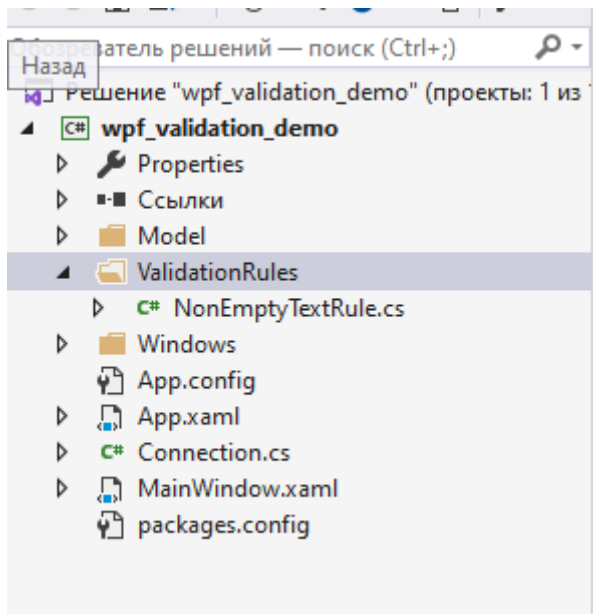 ватель решений — поиск (Ctrl+;)
Назад
Решение "wpf_validation_demo" (проекты: 1 из
C# wpf_validation_demo
Properties
Ссылки
Model
ValidationRules
C# NonEmptyTextRule.cs
Windows
App.config
App.xaml
C# Connection.cs
MainWindow.xaml
packages.config